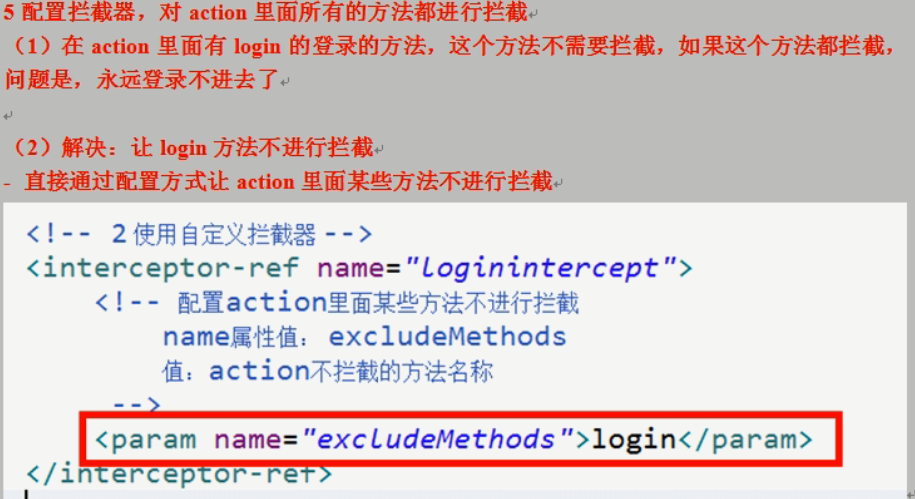 5 配置拦截器，对 action 里面所有的方法都进行拦截
（1）在 action 里面有 login 的登录的方法，这个方法不需要拦截，如果这个方法都拦截，
问题是，永远登录不进去了
（2）解决：让 login 方法不进行拦截
- 直接通过配置方式让 action 里面某些方法不进行拦截
<!-- 2 使用自定义拦截器 -->
<interceptor-ref name="loginintercept">
<!-- 配置action里面某些方法不进行拦截
name属性值： excludeMethods
值：action不拦截的方法名称
-->
<param name="excludeMethods">login</param>
</interceptor-ref>